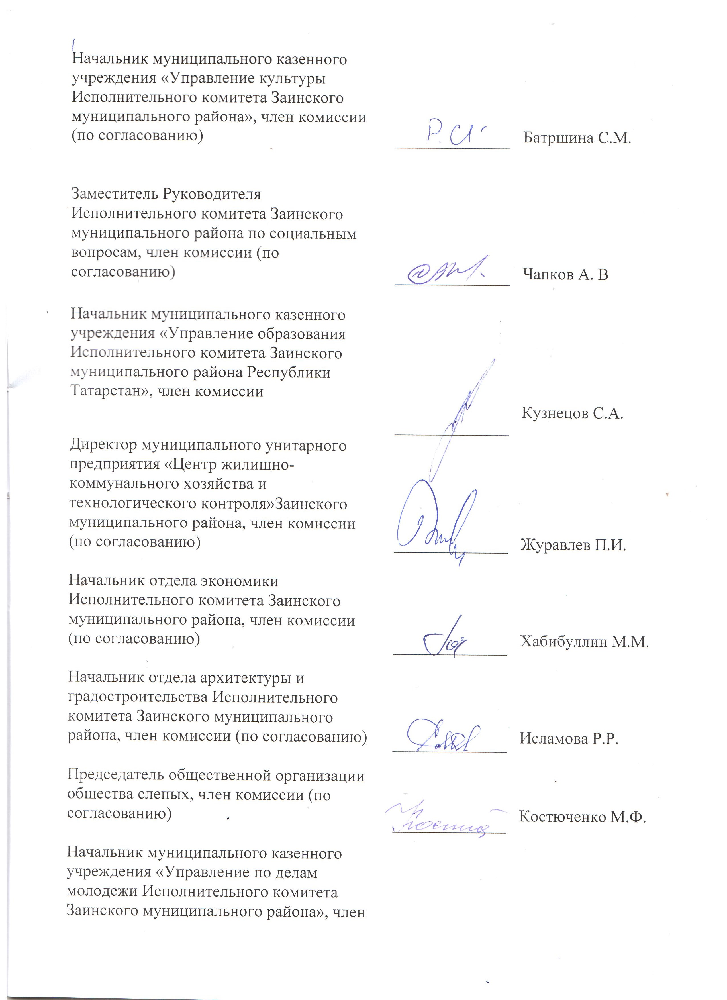 Начальник муниципального казенного
учреждения «Управление культуры
Исполнительного комитета Заинского
муниципального района», член комиссии
(по согласованию)
Батршина С.М.
Заместитель Руководителя
Исполнительного комитета Заинского
муниципального района по социальным
вопросам, член комиссии (по
согласованию)
Чапков А. В
Начальник муниципального казенного
учреждения «Управление образования
Исполнительного комитета Заинского
муниципального района Республики
Татарстан», член комиссии
Кузнецов С.А.
Директор муниципального унитарного
предприятия «Центр жилищно-
коммунального хозяйства и
технологического контроля»Заинского
муниципального района, член комиссии
(по согласованию)
Журавлев П.И.
Начальник отдела экономики
Исполнительного комитета Заинского
муниципального района, член комиссии
(по согласованию)
Хабибуллин М.М.
Начальник отдела архитектуры и
градостроительства Исполнительного
комитета Заинского муниципального
района, член комиссии (по согласованию)
Исламова Р.Р.
Председатель общественной организации
общества слепых, член комиссии (по
согласованию)
Костюченко М.Ф.
Начальник муниципального казенного
учреждения «Управление по делам
молодежи Исполнительного комитета
Заинского муниципального района», член